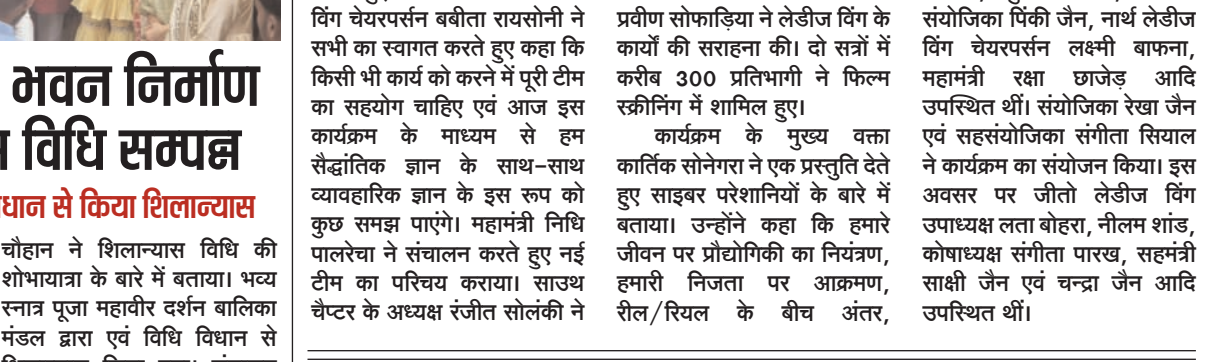 भवन निर्माण
विधि सम्पन्न
से किया शिलान्यास
चौहान ने शिलान्यास विधि की
शोभायात्रा के बारे में बताया। भव्य
स्नात्र पूजा महावीर दर्शन बालिका
मंडल द्वारा एवं विधि विधान से
विंग चेयरपर्सन बबीता रायसोनी ने
सभी का स्वागत करते हुए कहा कि
किसी भी कार्य को करने में पूरी टीम
का सहयोग चाहिए एवं आज इस
कार्यक्रम के माध्यम से हम
सैद्धांतिक ज्ञान के साथ-साथ
व्यावहारिक ज्ञान के इस रूप को
कुछ समझ पाएंगे। महामंत्री निधि
पालरेचा ने संचालन करते हुए नई
टीम का परिचय कराया। साउथ
चैप्टर के अध्यक्ष रंजीत सोलंकी ने
प्रवीण सोफाड़िया ने लेडीज विंग के
कार्यों की सराहना की। दो सत्रों में
करीब 300 प्रतिभागी ने फिल्म
स्क्रीनिंग में शामिल हुए।
कार्यक्रम के मुख्य वक्ता
कार्तिक सोनेगरा ने एक प्रस्तुति देते
हुए साइबर परेशानियों के बारे में
बताया। उन्होंने कहा कि हमारे
जीवन पर प्रौद्योगिकी का नियंत्रण,
हमारी निजता पर आक्रमण,
रील/रियल के बीच अंतर,
संयोजिका पिंकी जैन, नार्थ लेडीज
विंग चेयरपर्सन लक्ष्मी बाफना,
महामंत्री रक्षा छाजेड़ आदि
उपस्थित थीं। संयोजिका रेखा जैन
एवं सहसंयोजिका संगीता सियाल
ने कार्यक्रम का संयोजन किया। इस
अवसर पर जीतो लेडीज विंग
उपाध्यक्ष लता बोहरा, नीलम शांड,
कोषाध्यक्ष संगीता पारख, सहमंत्री
साक्षी जैन एवं चन्द्रा जैन आदि
उपस्थित थीं।